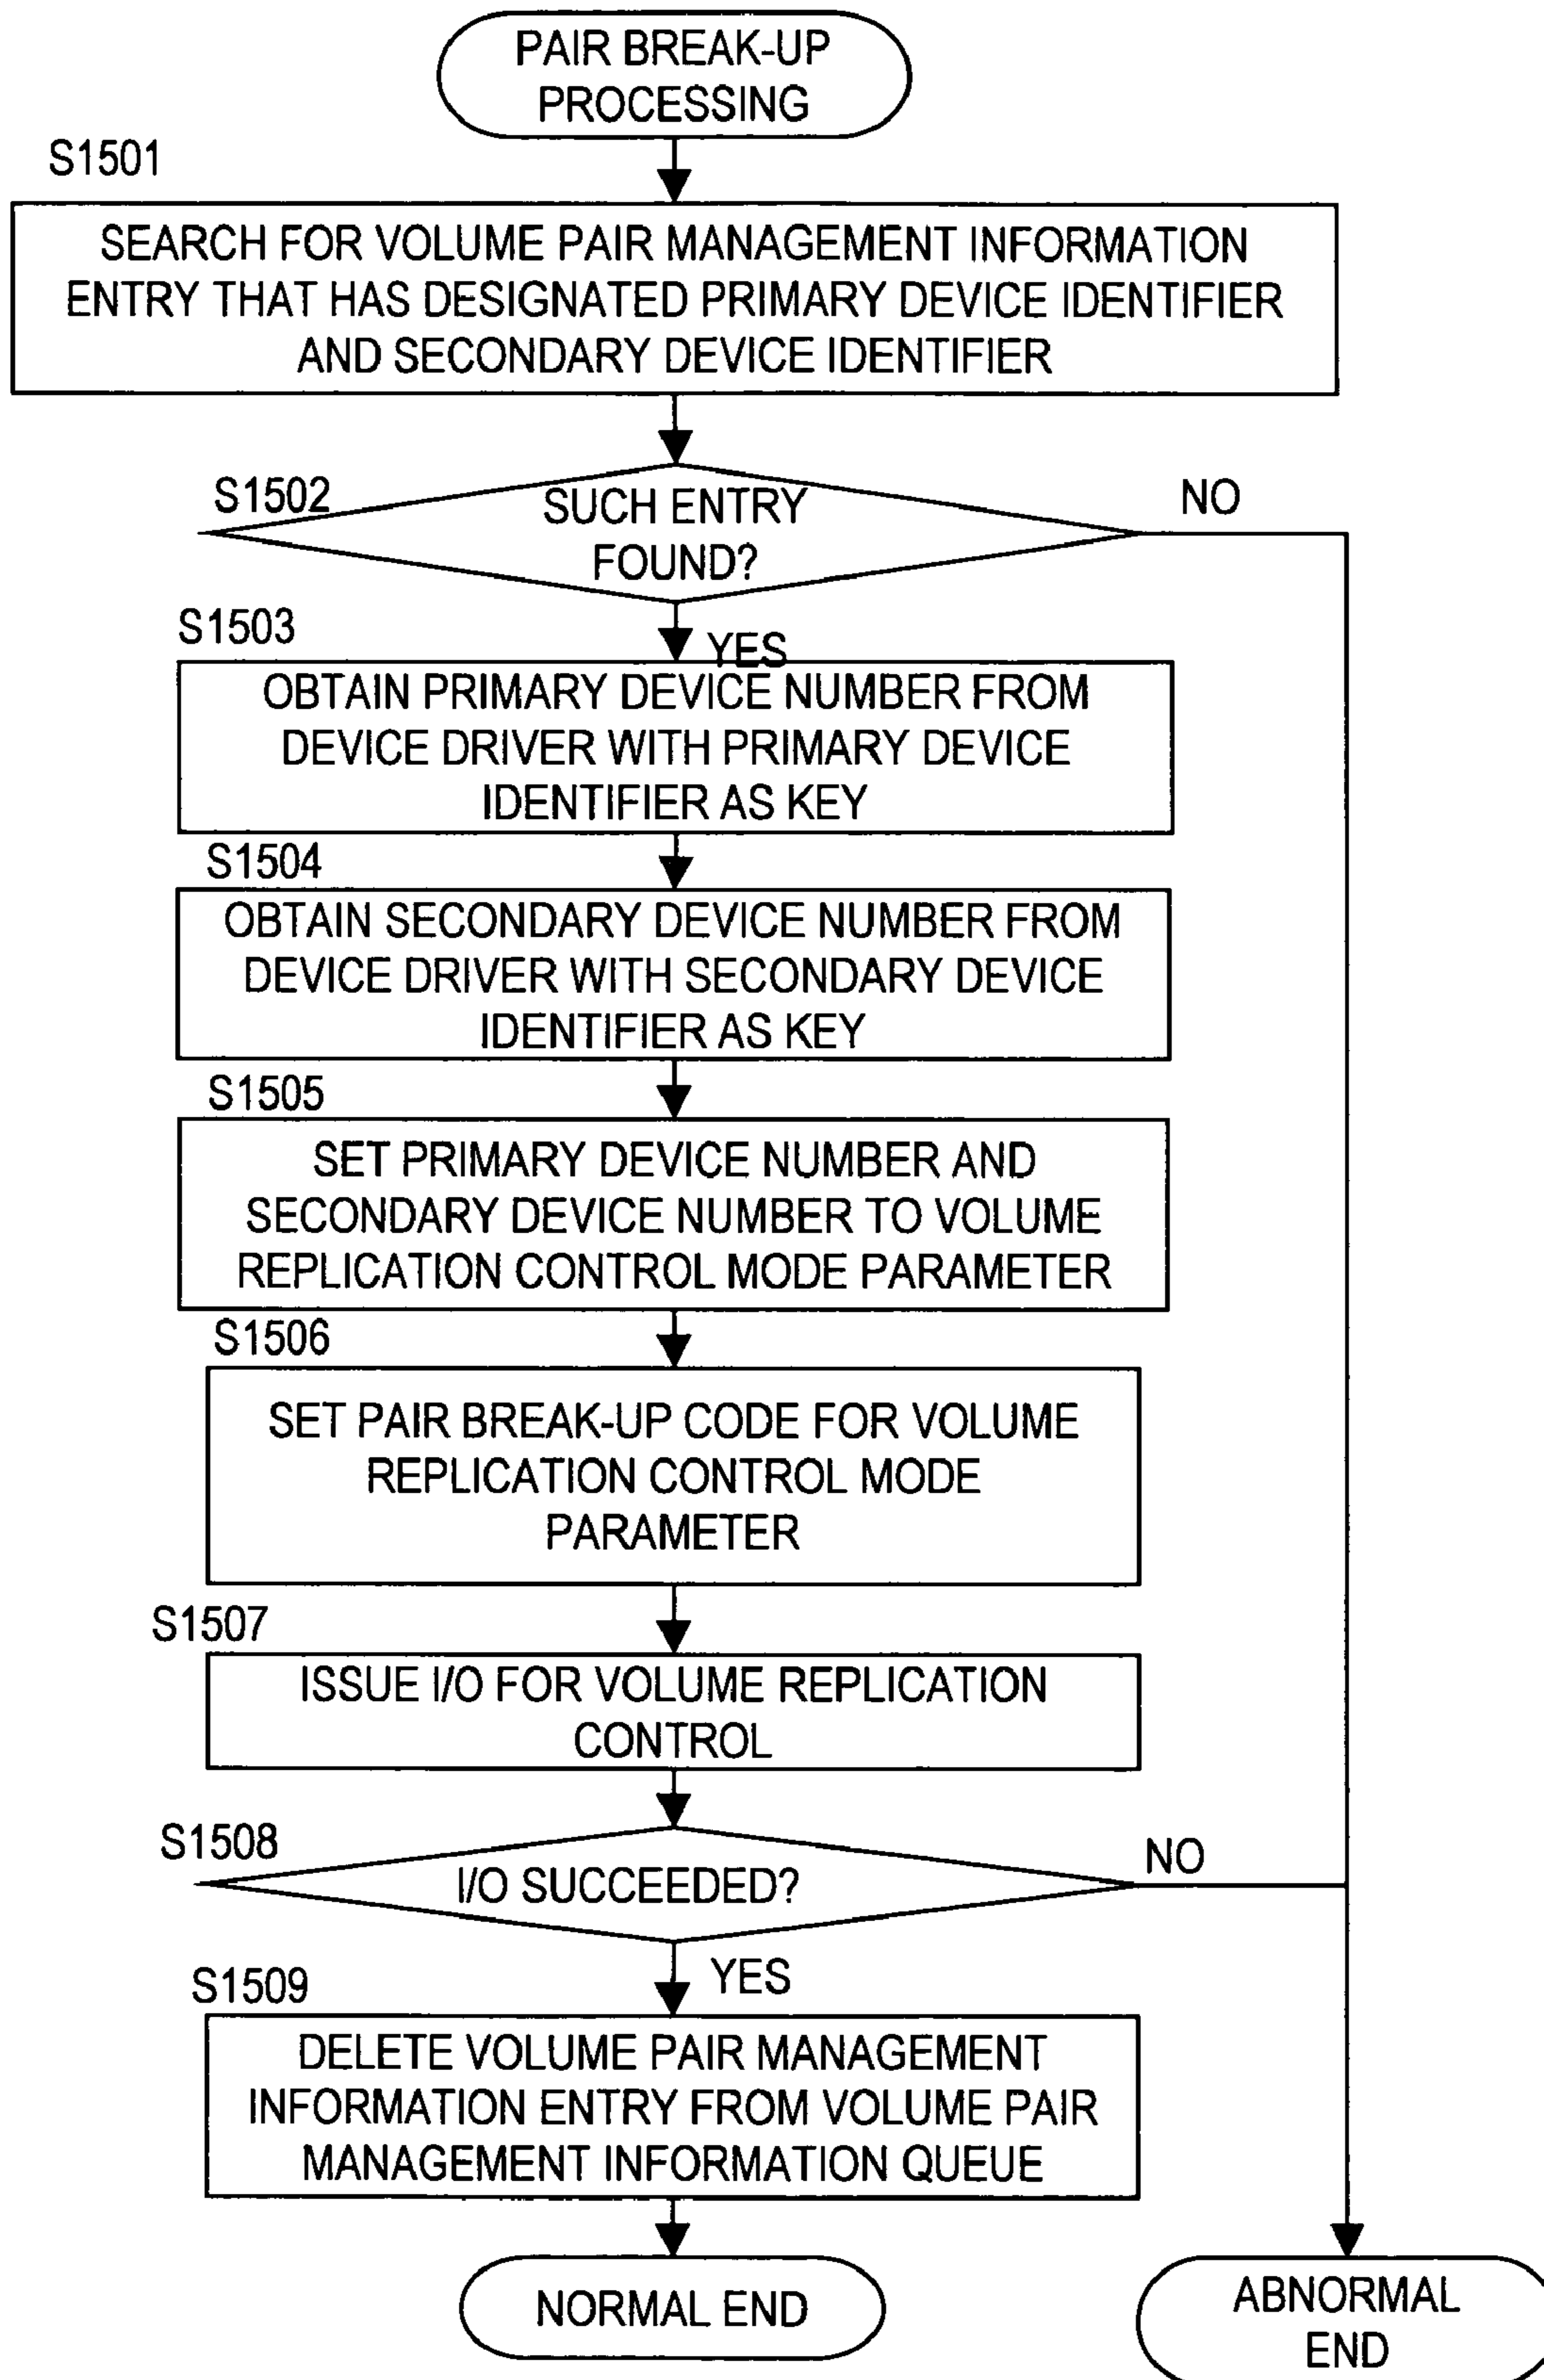 PAIR BREAK-UP
PROCESSING
S1501
SEARCH FOR VOLUME PAIR MANAGEMENT INFORMATION
ENTRY THAT HAS DESIGNATED PRIMARY DEVICE IDENTIFIER
AND SECONDARY DEVICE IDENTIFIER
S1502
SUCH ENTRY
FOUND?
NO
YES
S1503
OBTAIN PRIMARY DEVICE NUMBER FROM
DEVICE DRIVER WITH PRIMARY DEVICE
IDENTIFIER AS KEY
S1504
OBTAIN SECONDARY DEVICE NUMBER FROM
DEVICE DRIVER WITH SECONDARY DEVICE
IDENTIFIER AS KEY
S1505
SET PRIMARY DEVICE NUMBER AND
SECONDARY DEVICE NUMBER TO VOLUME
REPLICATION CONTROL MODE PARAMETER
S1506
SET PAIR BREAK-UP CODE FOR VOLUME
REPLICATION CONTROL MODE
PARAMETER
S1507
ISSUE I/O FOR VOLUME REPLICATION
CONTROL
S1508
I/O SUCCEEDED?
NO
YES
S1509
DELETE VOLUME PAIR MANAGEMENT
INFORMATION ENTRY FROM VOLUME PAIR
MANAGEMENT INFORMATION QUEUE
NORMAL END
ABNORMAL
END